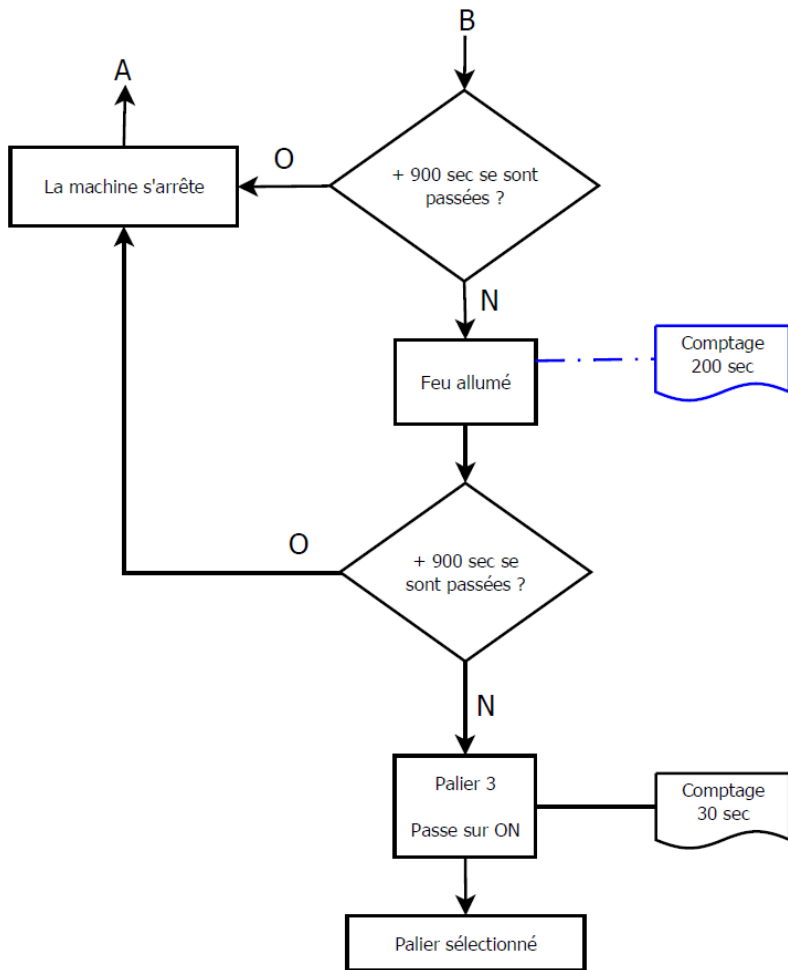 B
A
La machine s'arrête
O
+ 900 sec se sont
passées ?
N
Feu allumé
Comptage
200 sec
O
+ 900 sec se
sont passées ?
N
Palier 3
Passe sur ON
Comptage
30 sec
Palier sélectionné